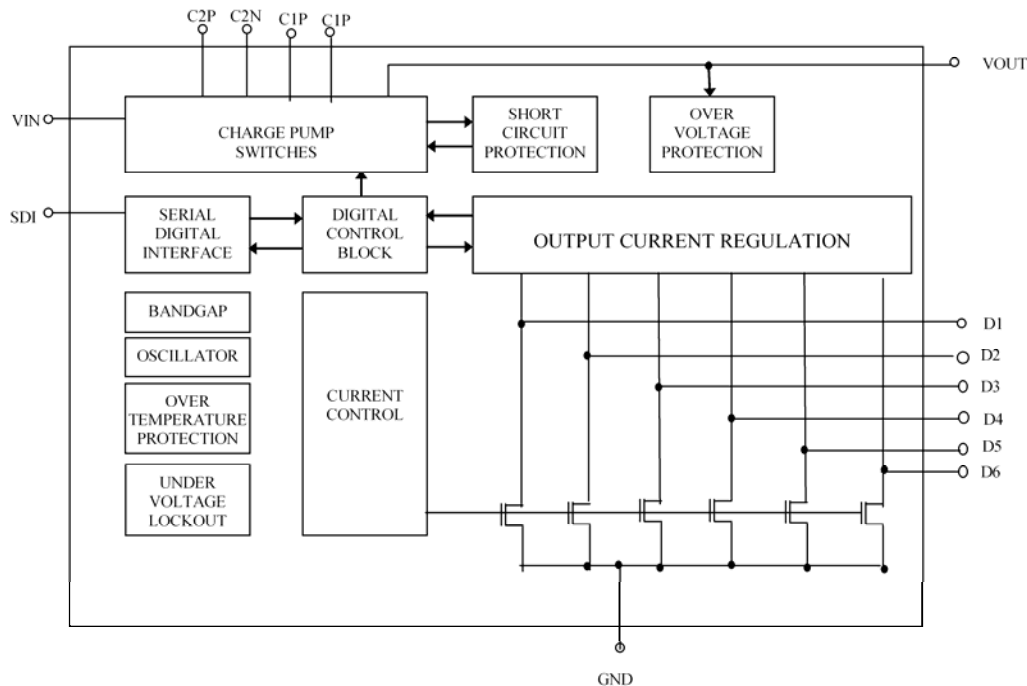 C2P C2N C1P C1P
VOUT
VIN
CHARGE PUMP
SWITCHES
SHORT
CIRCUIT
PROTECTION
OVER
VOLTAGE
PROTECTION
SDI
SERIAL
DIGITAL
INTERFACE
DIGITAL
CONTROL
BLOCK
OUTPUT CURRENT REGULATION
BANDGAP
OSCILLATOR
OVER
TEMPERATURE
PROTECTION
UNDER
VOLTAGE
LOCKOUT
CURRENT
CONTROL
D1
D2
D3
D4
D5
D6
GND